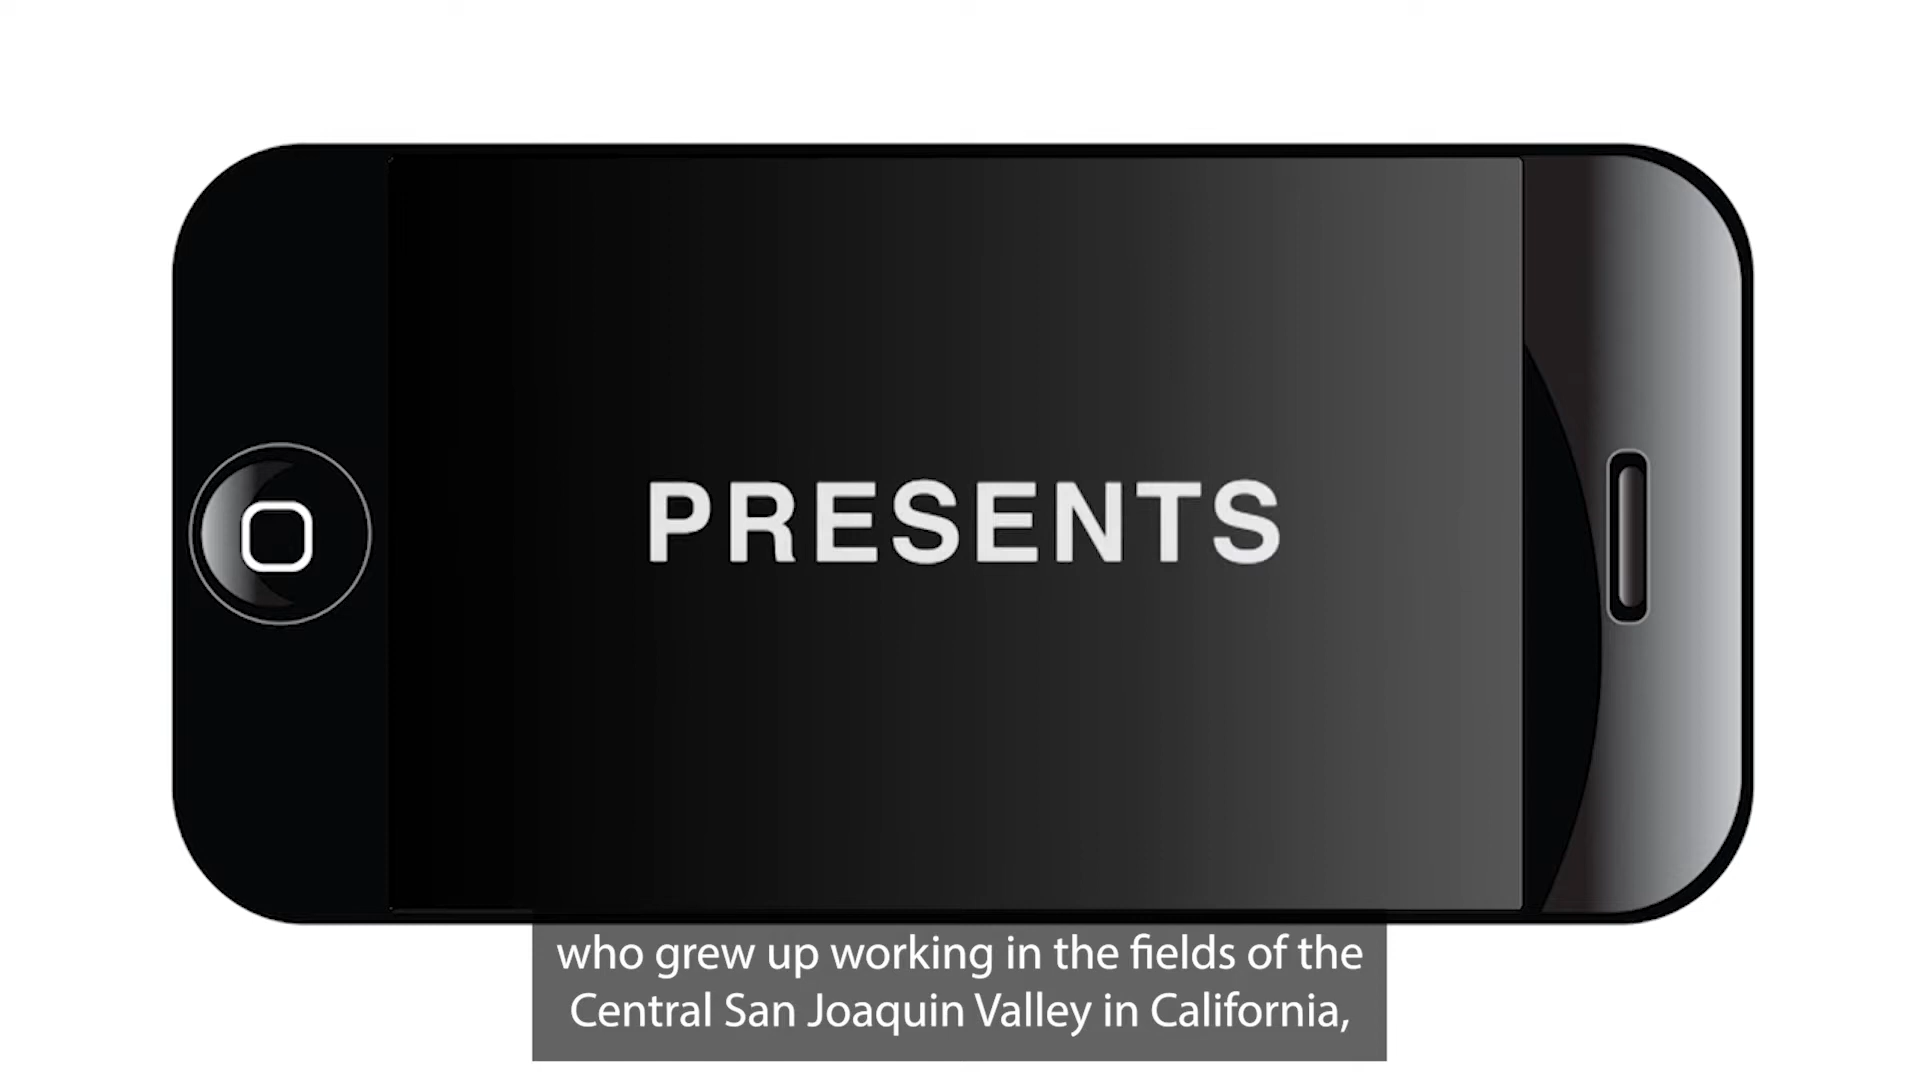 PRESENTS
who grew up working in the fields of the
Central San Joaquin Valley in California,